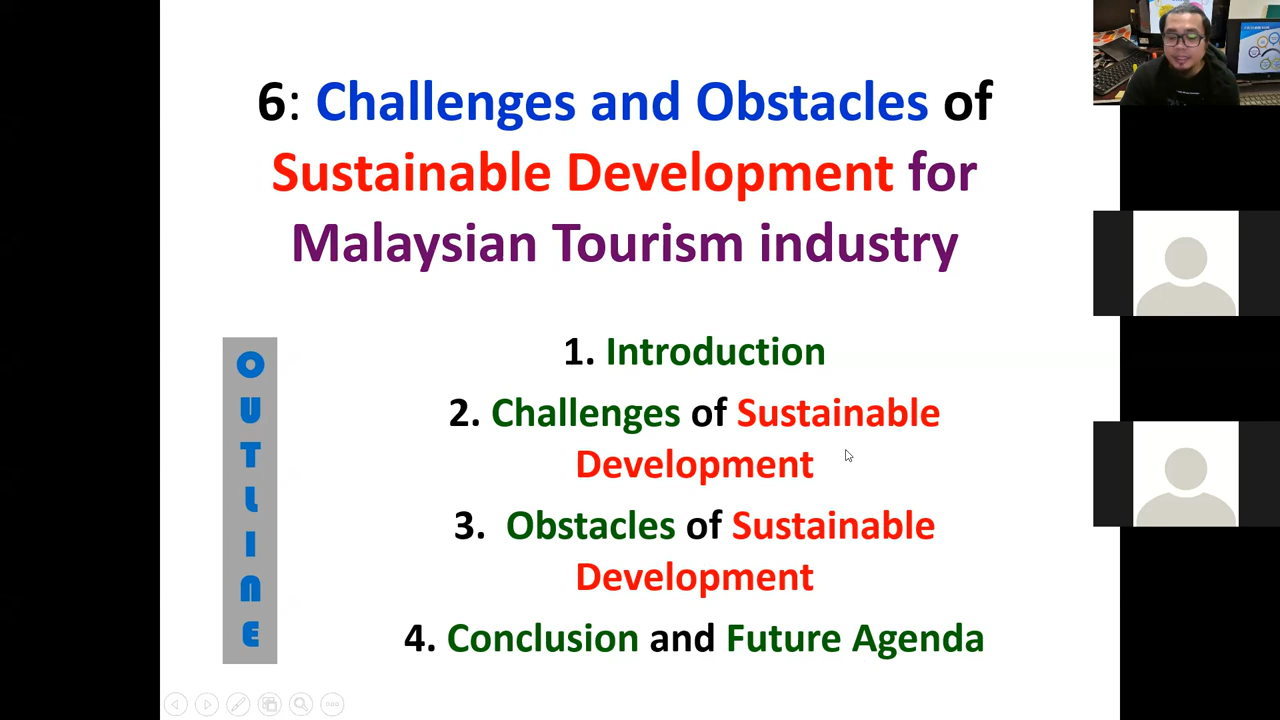 6: Challenges and Obstacles of
Sustainable Development for
Malaysian Tourism industry
OUTLINE
1. Introduction
2. Challenges of Sustainable
Development
3. Obstacles of Sustainable
Development
4. Conclusion and Future Agenda